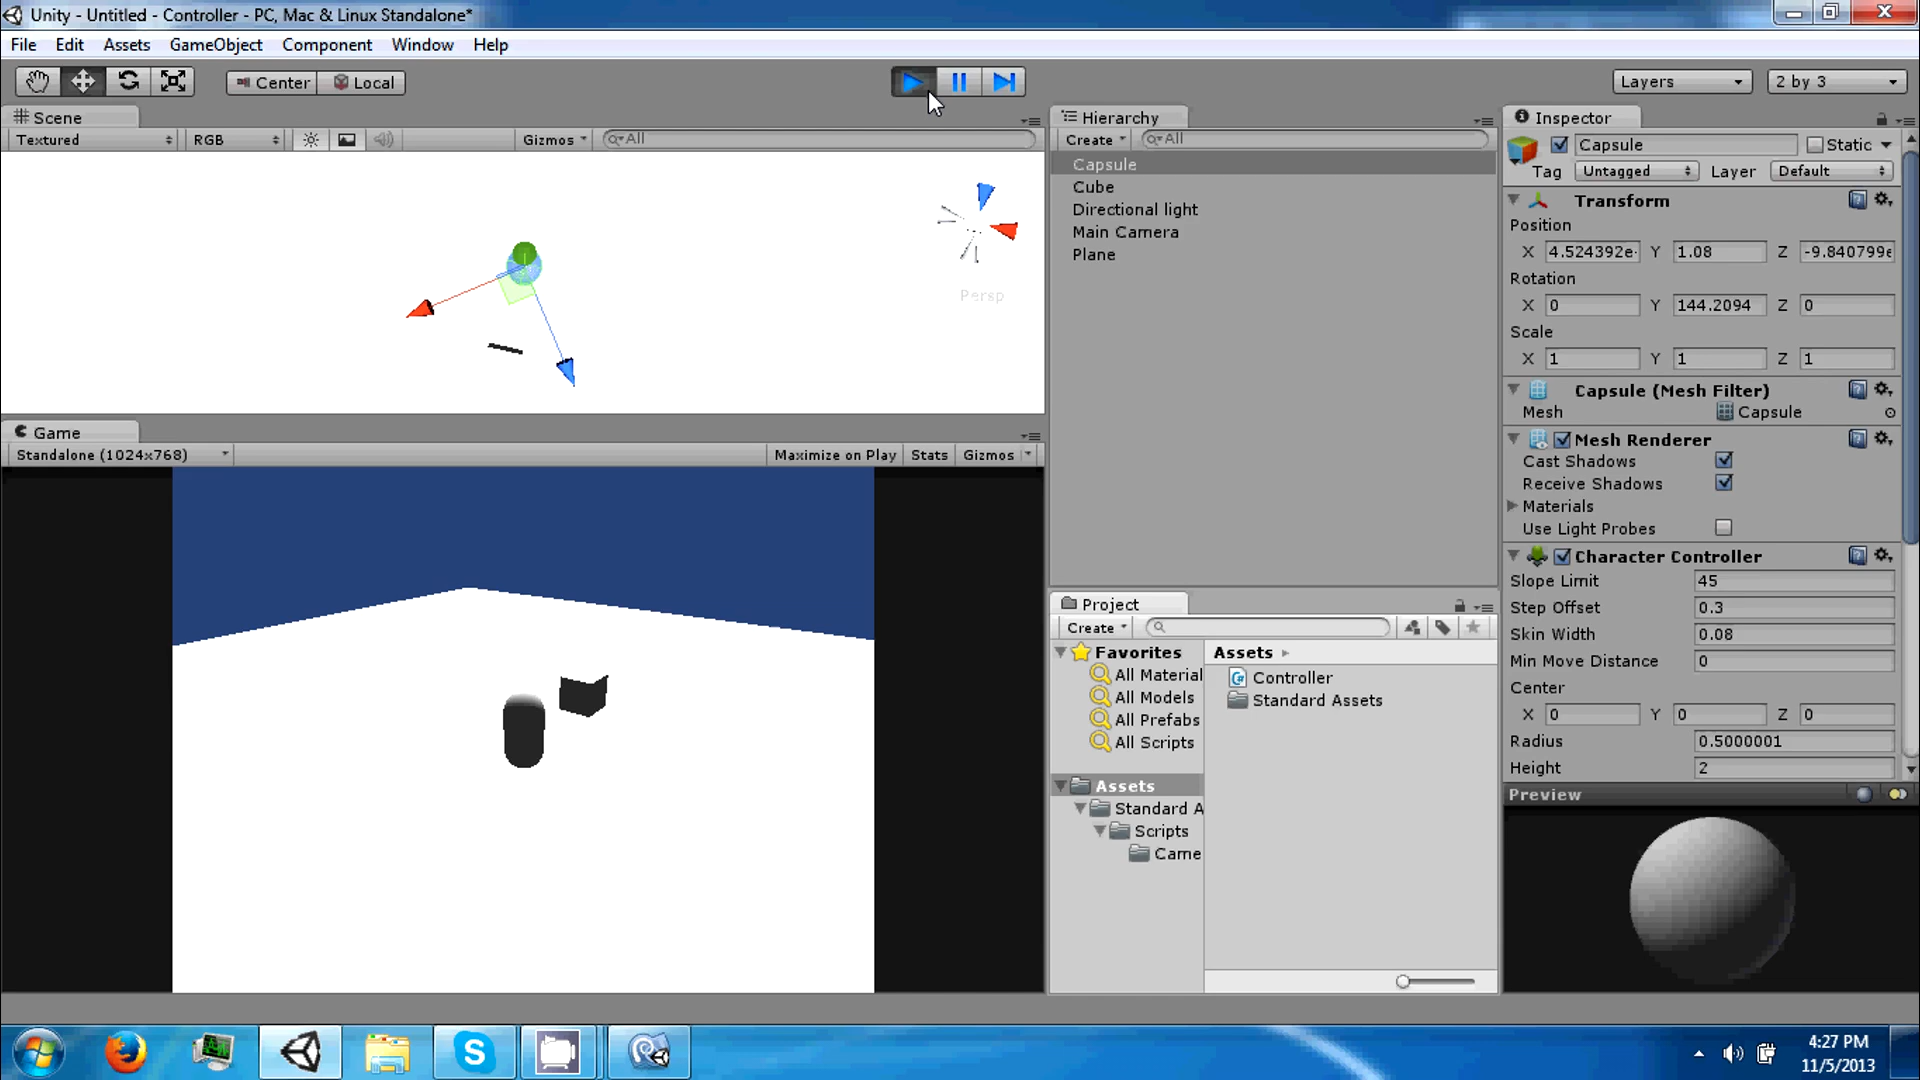 Unity - Untitled - Controller - PC, Mac & Linux Standalone*
File Edit Assets GameObject Component Window Help
Center Local
Layers
2 by 3
Scene
Textured RGB Gizmos All
Persp
Game
Standalone (1024x768) Maximize on Play Stats Gizmos
Hierarchy
Create All
Capsule
Cube
Directional light
Main Camera
Plane
Project
Create
Favorites
All Material
All Models
All Prefabs
All Scripts
Assets
Standard A
Scripts
Came
Assets
Controller
Standard Assets
Inspector
Capsule Static
Tag Untagged Layer Default
Transform
Position
X 4.524392e- Y 1.08 Z -9.840799e
Rotation
X 0 Y 144.2094 Z 0
Scale
X 1 Y 1 Z 1
Capsule (Mesh Filter)
Mesh Capsule
Mesh Renderer
Cast Shadows
Receive Shadows
Materials
Use Light Probes
Character Controller
Slope Limit 45
Step Offset 0.3
Skin Width 0.08
Min Move Distance 0
Center
X 0 Y 0 Z 0
Radius 0.5000001
Height 2
Preview
4:27 PM
11/5/2013